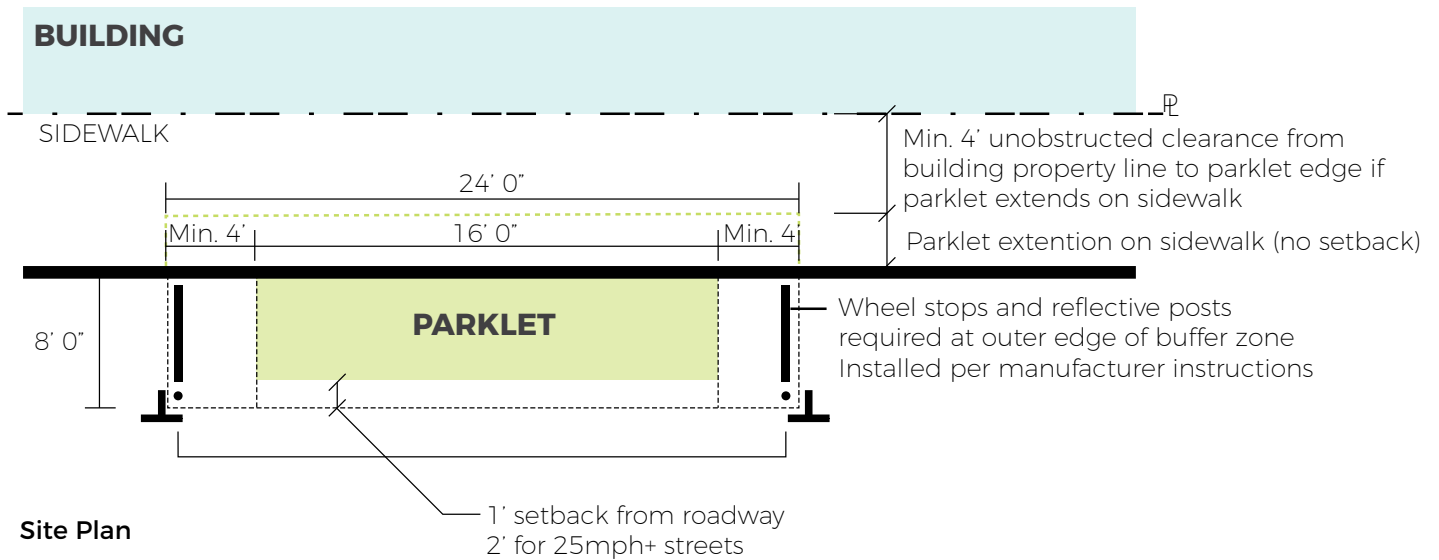 BUILDING
℄
SIDEWALK
Min. 4’ unobstructed clearance from
building property line to parklet edge if
parklet extends on sidewalk
24’ 0”
Min. 4’
16’ 0”
Min. 4
Parklet extention on sidewalk (no setback)
PARKLET
8’ 0”
Wheel stops and reflective posts
required at outer edge of buffer zone
Installed per manufacturer instructions
1’ setback from roadway
2’ for 25mph+ streets
Site Plan